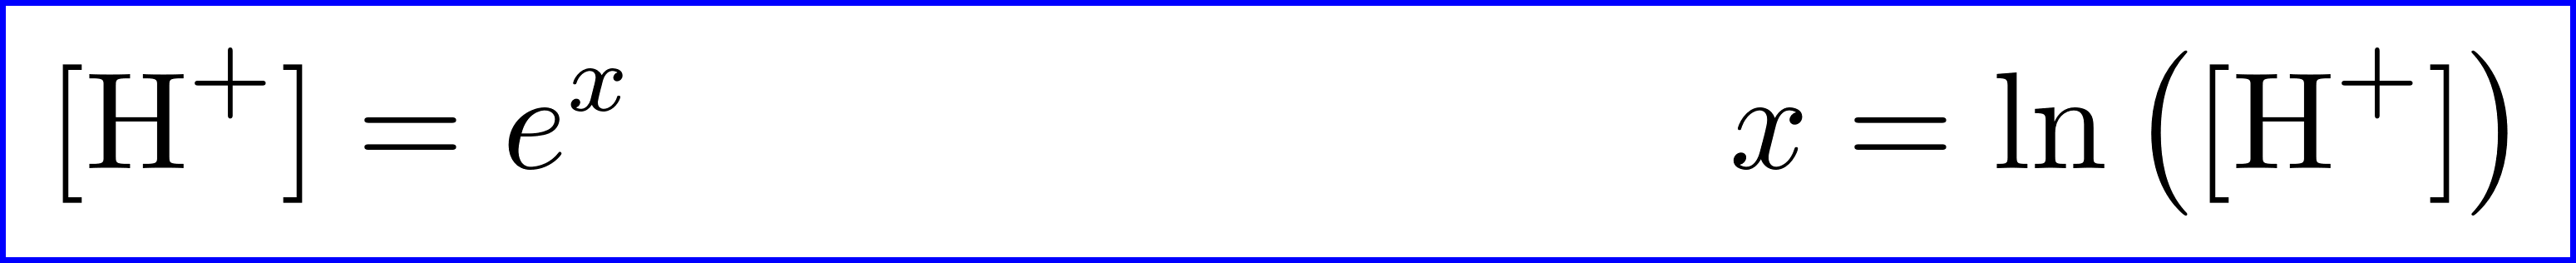 [H⁺] = eˣ x = ln([H⁺])